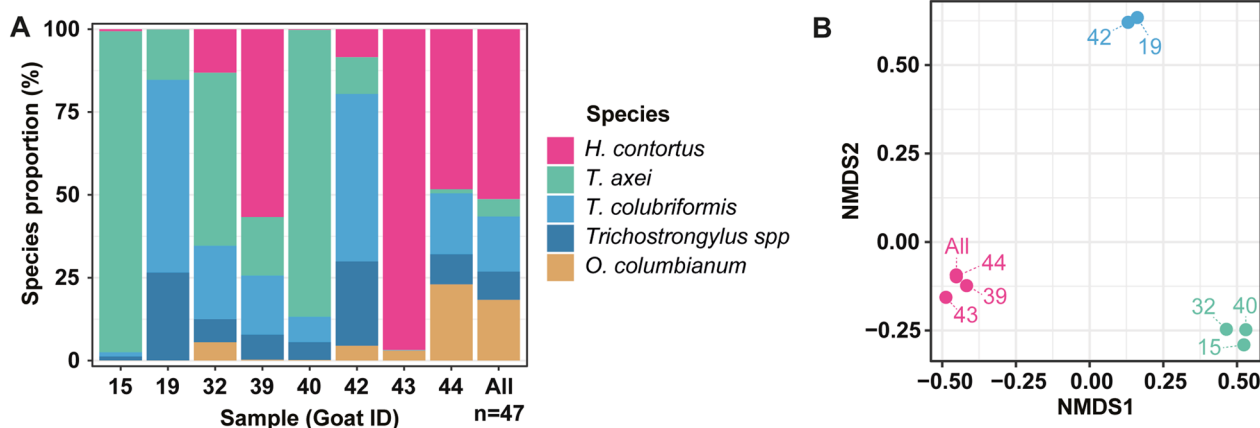 A
100
75
50
25
0
Species proportion (%)
15 19 32 39 40 42 43 44 All
n=47
Sample (Goat ID)
Species
H. contortus
T. axei
T. colubriformis
Trichostrongylus spp
O. columbianum
B
0.50
0.25
0.00
−0.25
NMDS2
42
19
All
44
39
43
32
40
15
−0.50 −0.25 0.00 0.25 0.50
NMDS1